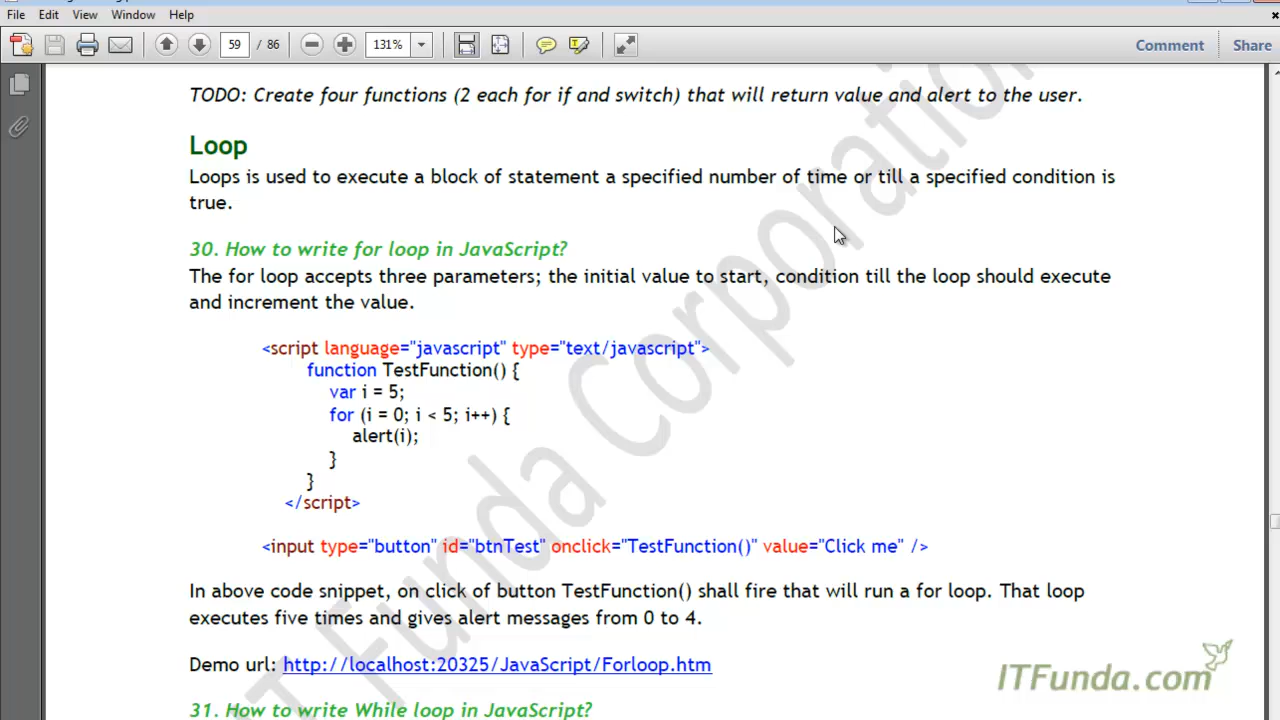 File Edit View Window Help
59 / 86 131% Comment Share
TODO: Create four functions (2 each for if and switch) that will return value and alert to the user.
Loop
Loops is used to execute a block of statement a specified number of time or till a specified condition is
true.
30. How to write for loop in JavaScript?
The for loop accepts three parameters; the initial value to start, condition till the loop should execute
and increment the value.
<script language="javascript" type="text/javascript">
function TestFunction() {
var i = 5;
for (i = 0; i < 5; i++) {
alert(i);
}
}
</script>
<input type="button" id="btnTest" onclick="TestFunction()" value="Click me" />
In above code snippet, on click of button TestFunction() shall fire that will run a for loop. That loop
executes five times and gives alert messages from 0 to 4.
Demo url: http://localhost:20325/JavaScript/Forloop.htm
ITFunda.com
31. How to write While loop in JavaScript?
Corporation